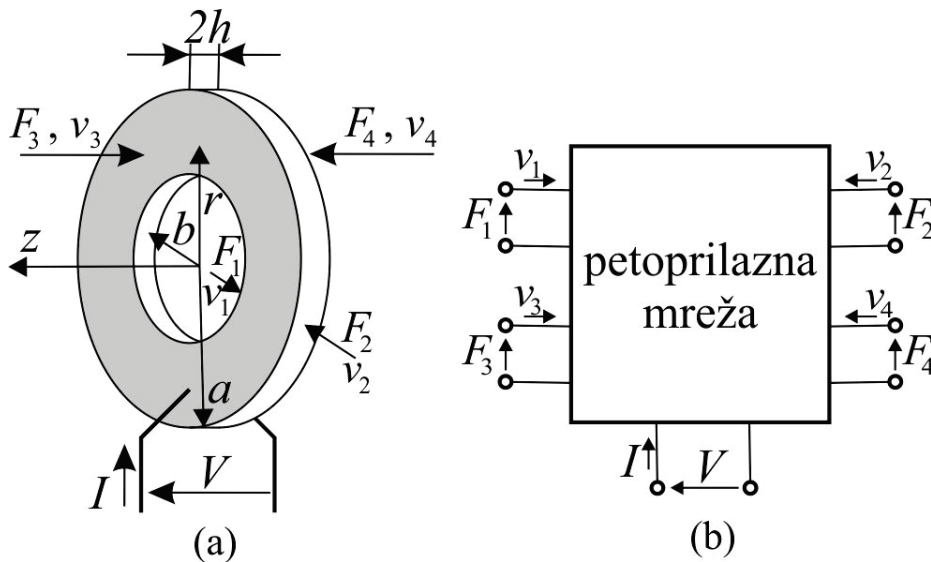 2h
F₃ , v₃
F₄ , v₄
r
b
z
F₁
v₁
F₂
v₂
a
I
V
(a)
v₁
v₂
F₁
F₂
petoprilazna
mreža
v₃
v₄
F₃
F₄
I
V
(b)